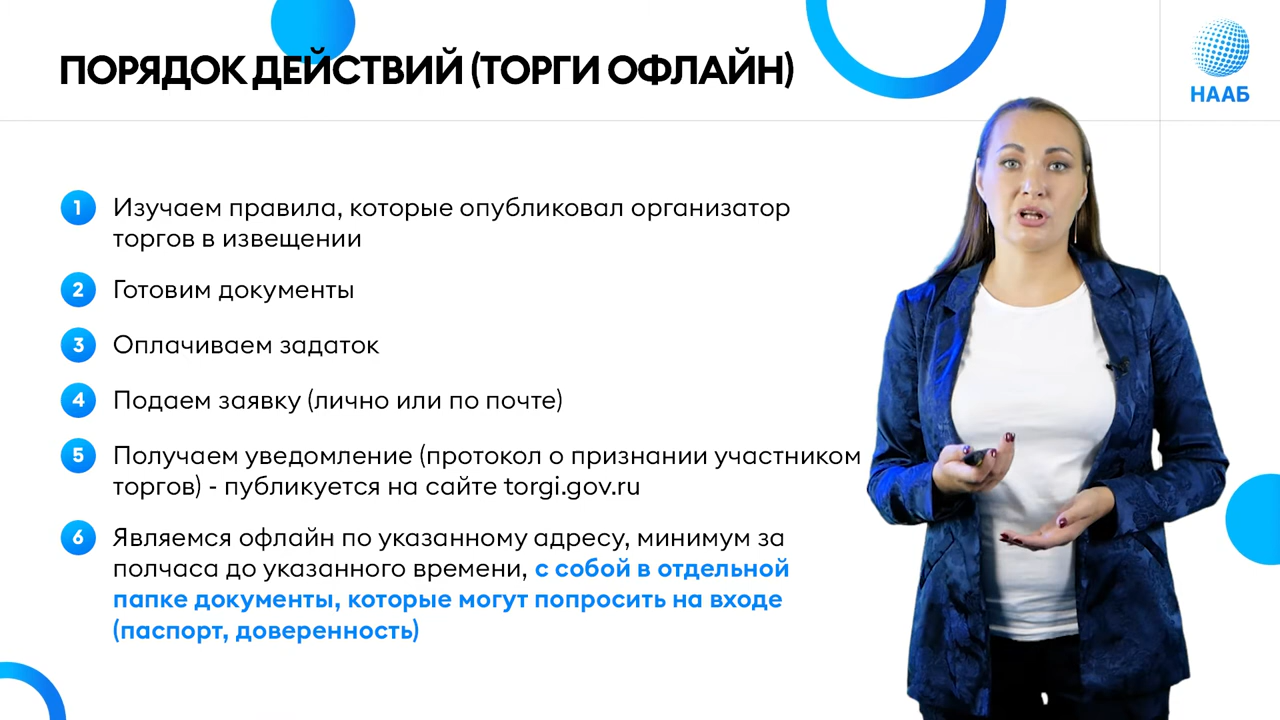 ПОРЯДОК ДЕЙСТВИЙ (ТОРГИ ОФЛАЙН)
НААБ
1 Изучаем правила, которые опубликовал организатор
торгов в извещении
2 Готовим документы
3 Оплачиваем задаток
4 Подаем заявку (лично или по почте)
5 Получаем уведомление (протокол о признании участником
торгов) - публикуется на сайте torgi.gov.ru
6 Являемся офлайн по указанному адресу, минимум за
полчаса до указанного времени, с собой в отдельной
папке документы, которые могут попросить на входе
(паспорт, доверенность)